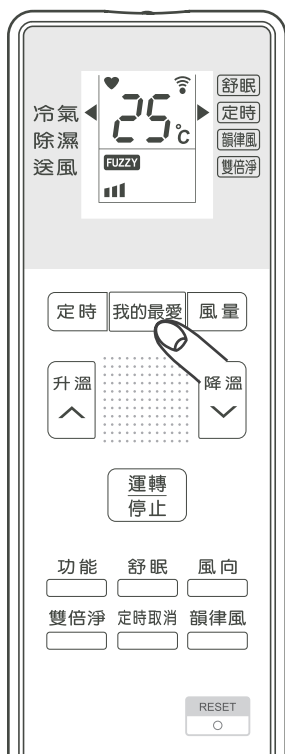 舒眠
冷氣 25℃ 定時
除濕 韻律風
送風 FUZZY 雙倍淨
定時 我的最愛 風量
升溫 降溫
運轉
停止
功能 舒眠 風向
雙倍淨 定時取消 韻律風
RESET